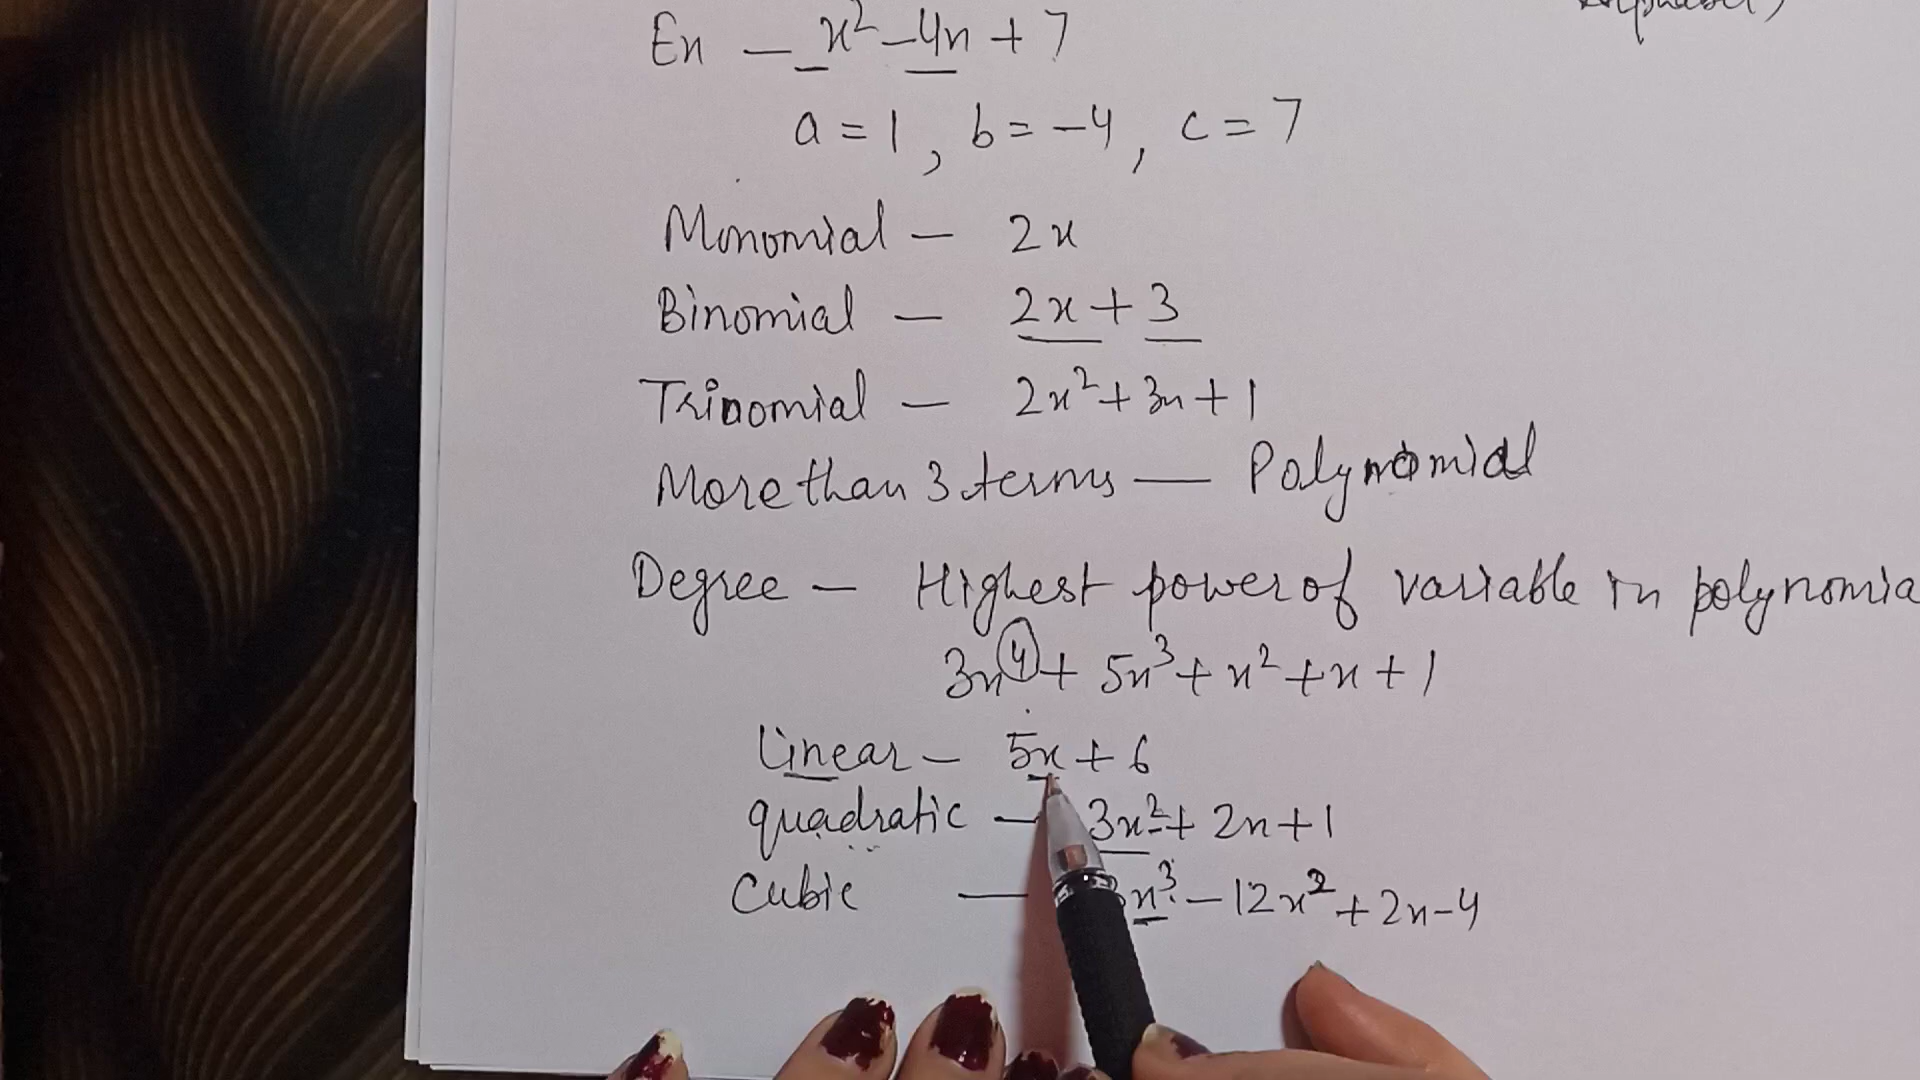 Ex — x² - 4x + 7
a = 1, b = -4, c = 7
Monomial — 2x
Binomial — 2x + 3
Trinomial — 2x² + 3x + 1
More than 3 terms — Polynomial
Degree — Highest power of variable in polynomia
3x⁴ + 5x³ + x² + x + 1
Linear — 5x + 6
quadratic — 3x² + 2x + 1
Cubic — x³ - 12x² + 2x - 4